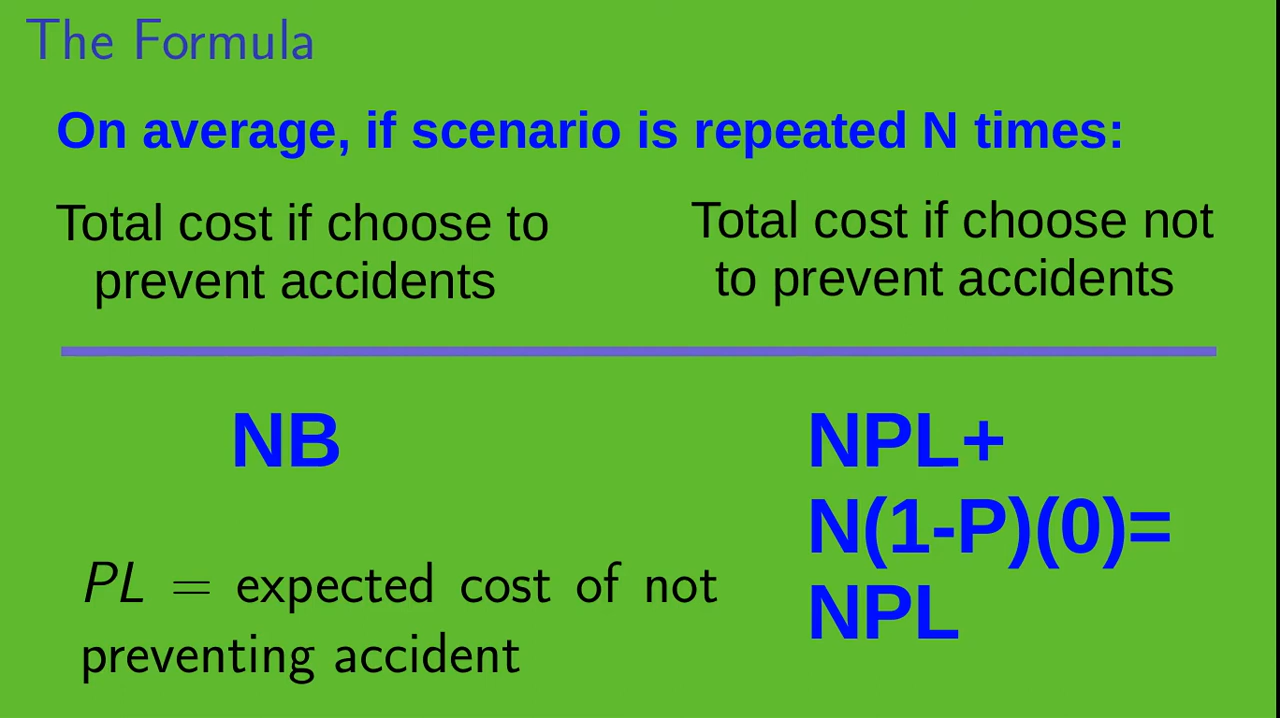 The Formula
On average, if scenario is repeated N times:
Total cost if choose to
prevent accidents
Total cost if choose not
to prevent accidents
NB
NPL+
N(1-P)(0)=
NPL
PL = expected cost of not
preventing accident